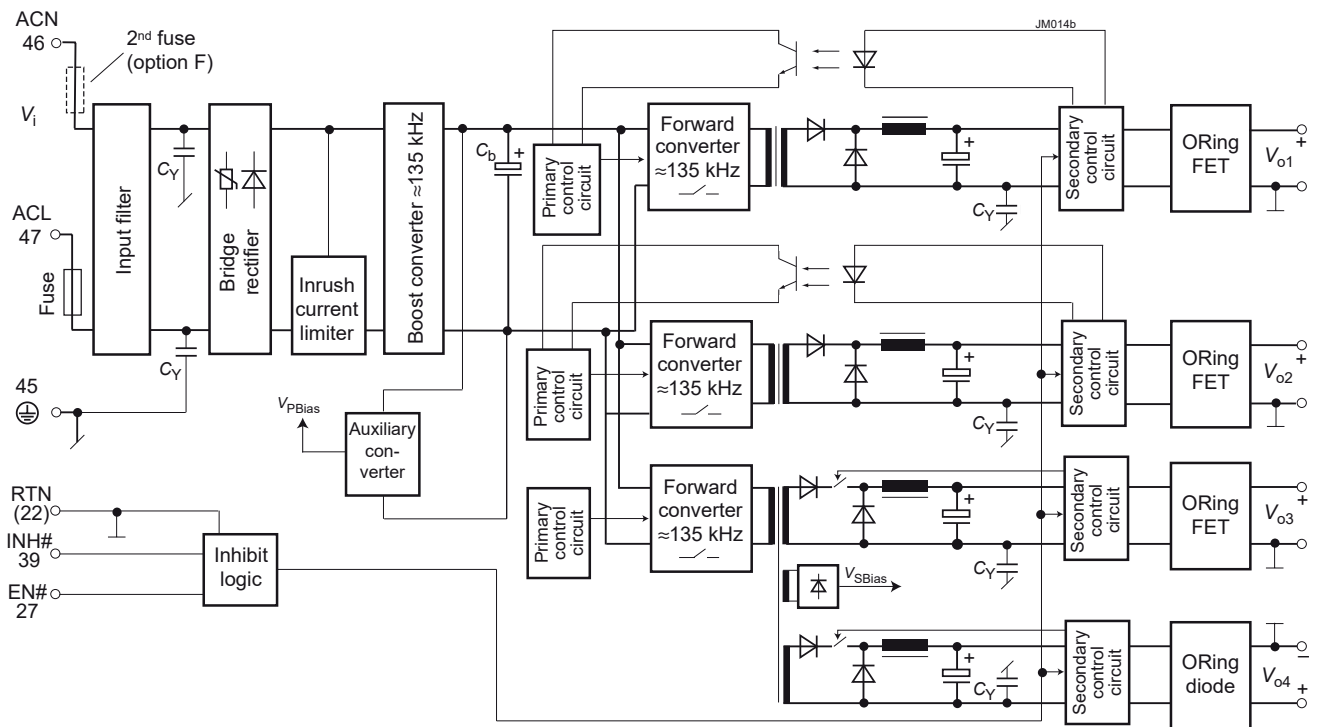 ACN
46
2nd fuse
(option F)
Vi
ACL
47
Fuse
45
Input filter
CY
CY
Bridge
rectifier
Inrush
current
limiter
Boost converter ≈135 kHz
Cb
+
VPBias
Auxiliary
con-
verter
RTN
(22)
INH#
39
EN#
27
Inhibit
logic
JM014b
Primary
control
circuit
Forward
converter
≈135 kHz
+
CY
Secondary
control
circuit
ORing
FET
+
Vo1
−
Primary
control
circuit
Forward
converter
≈135 kHz
+
CY
Secondary
control
circuit
ORing
FET
+
Vo2
−
Primary
control
circuit
Forward
converter
≈135 kHz
+
CY
Secondary
control
circuit
ORing
FET
+
Vo3
−
VSBias
+
CY
Secondary
control
circuit
ORing
diode
−
Vo4
+